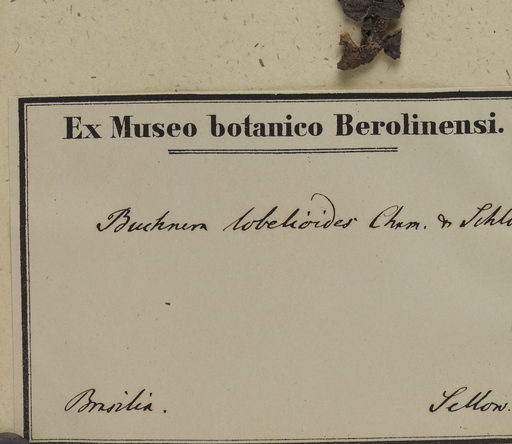 Ex Museo botanico Berolinensi.
Buchnera lobelioides Cham. & Schl
Brasilia.
Sellow.